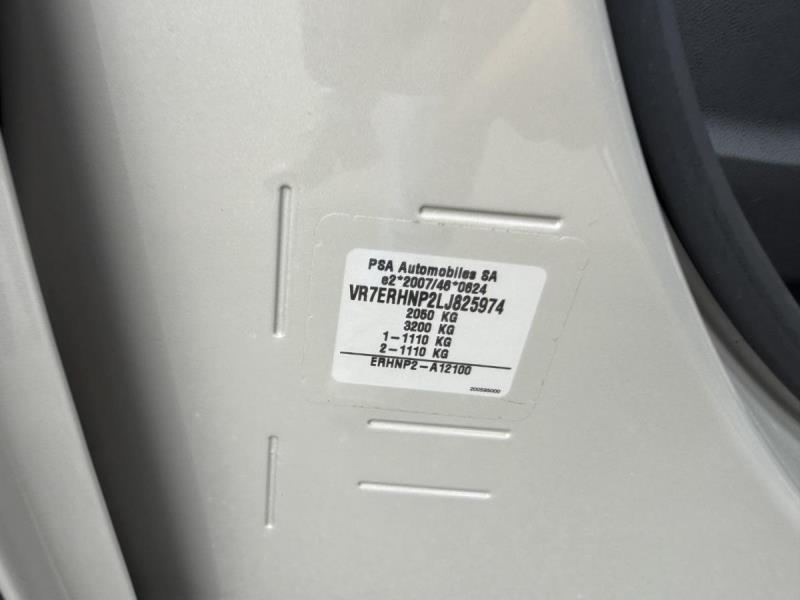 PSA Automobiles SA
e2*2007/46*0624
VR7ERHNP2LJ825974
2050 KG
3200 KG
1-1110 KG
2-1110 KG
ERHNP2-A12100